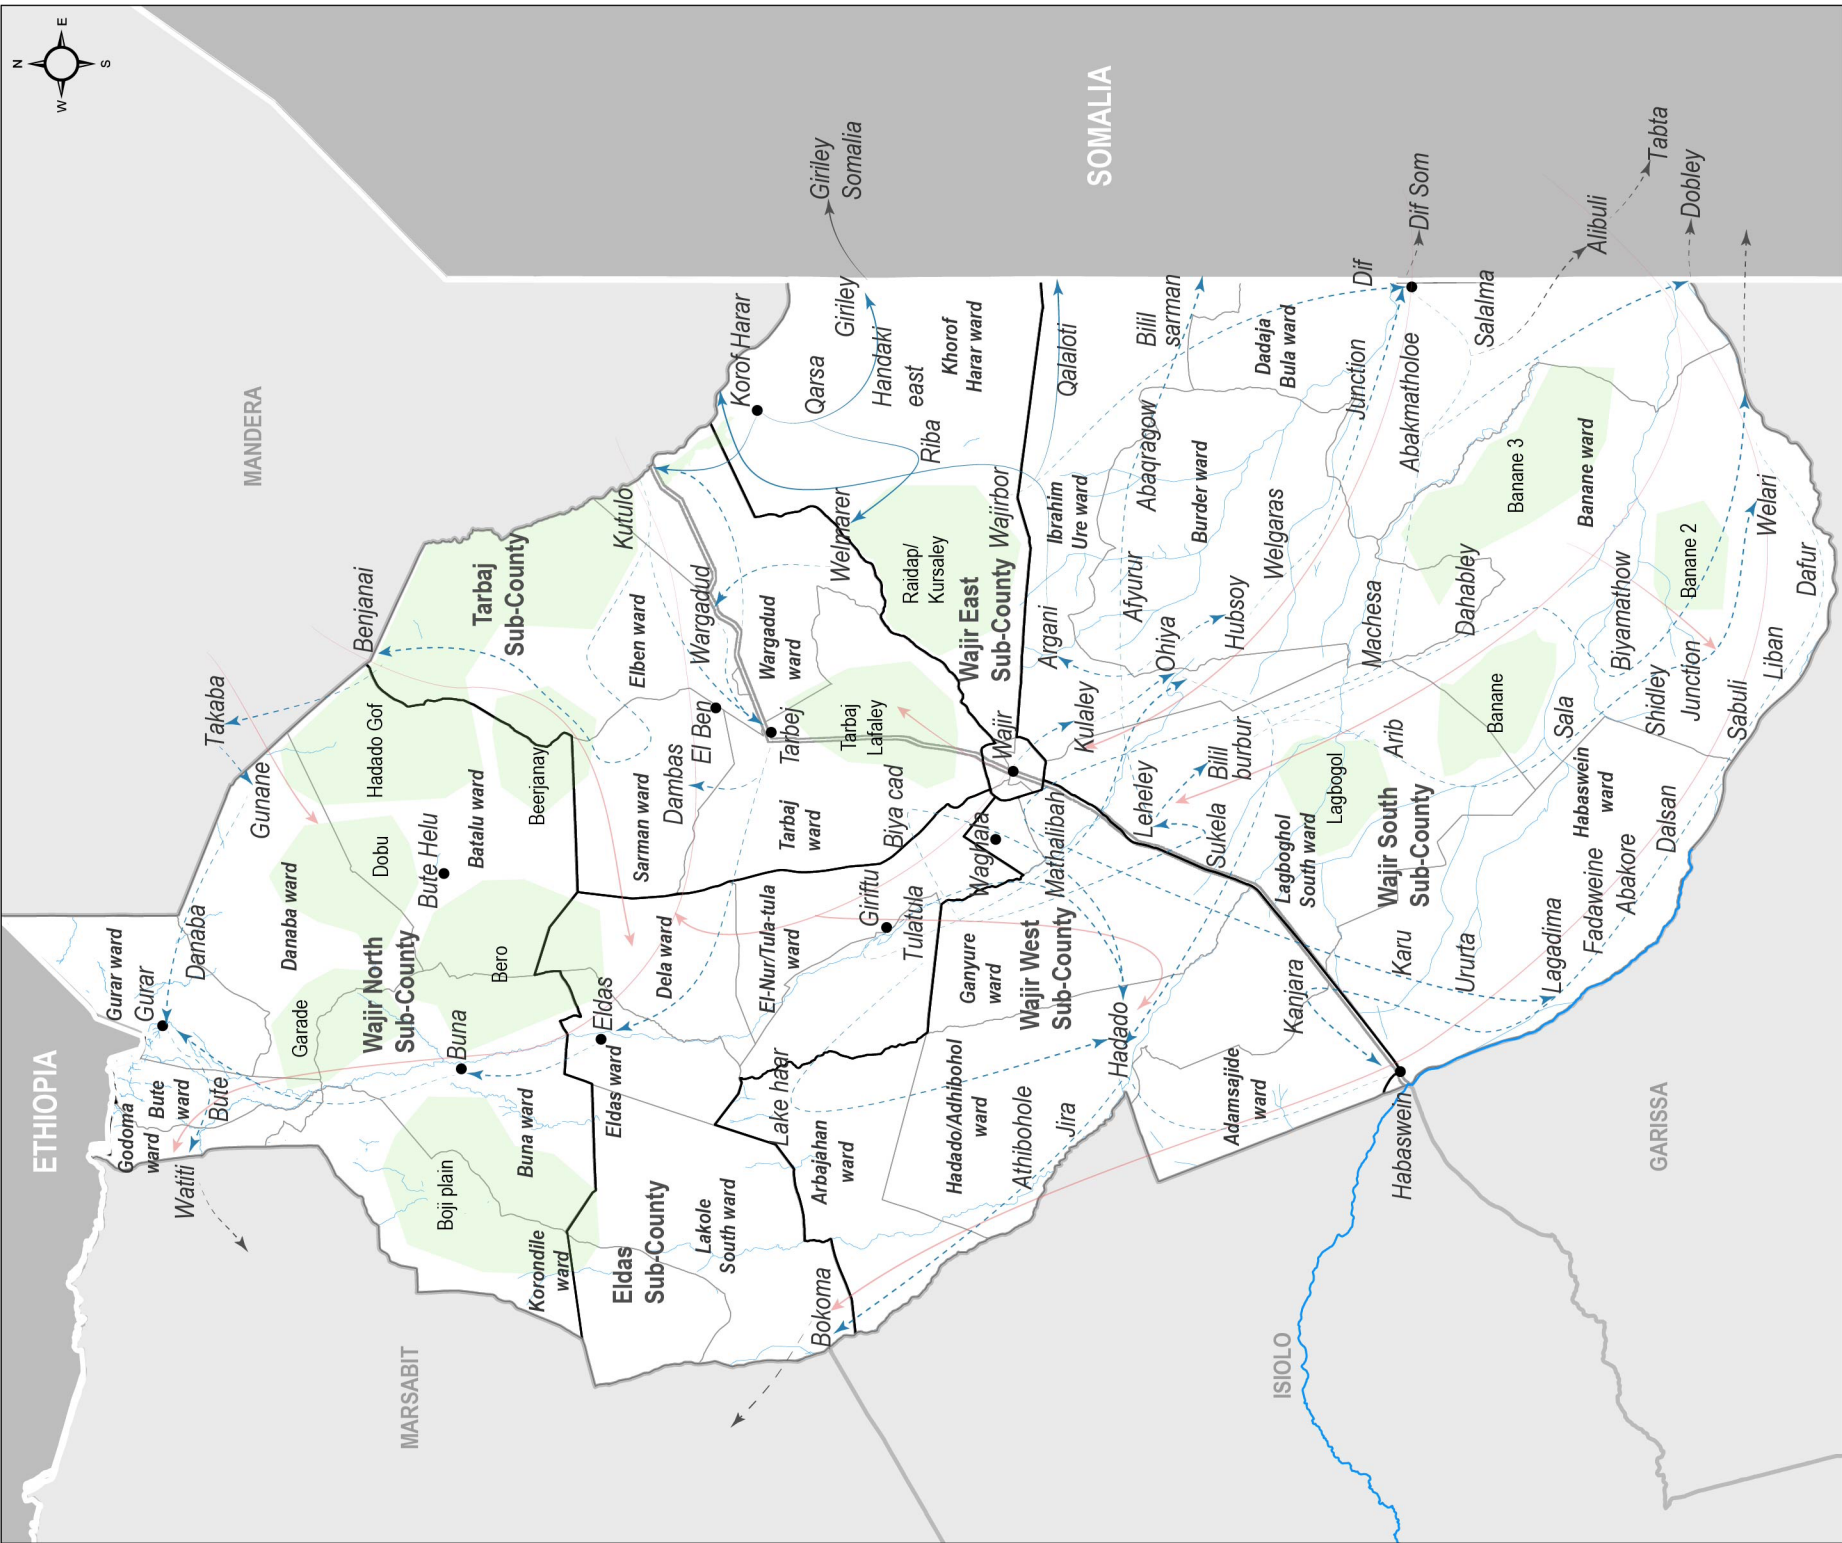 N
E
S
W
ETHIOPIA
SOMALIA
MANDERA
MARSABIT
ISIOLO
GARISSA
Takaba
Benjanai
Gunane
Danaba
Gurar ward
Gurar
Godoma
ward
Bute
ward
Bute
Watiti
Danaba ward
Hadado Gof
Dobu
Bute Helu
Batalu ward
Beerjanay
Garade
Wajir North
Sub-County
Bero
Buna
Buna ward
Boji plain
Korondile
ward
Tarbaj
Sub-County
Kutulo
Elben ward
Wargadud
Wargadud
ward
Sarman ward
Dambas
El Ben
Tarbej
Tarbaj
ward
Tarbaj
Lafaley
Biya cad
Eldas
Eldas ward
Dela ward
El-Nur/Tula-tula
ward
Giriftu
Tulatula
Eldas
Sub-County
Lakole
South ward
Bokoma
Lake haar
Arbajahan
ward
Ganyure
ward
Wajir West
Sub-County
Hadado/Adhibohol
ward
Athibohole
Jira
Hadado
Adamsajide
ward
Kanjara
Habaswein
Korof Harar
Qarsa
Giriley
Giriley
Somalia
Handaki
east
Khorof
Harar ward
Riba
Welmarer
Raidap/
Kursaley
Wajirbor
Wajir East
Sub-County
Wajir
Waghala
Mathalibah
Qalaloti
Ibrahim
Ure ward
Argani
Kulaley
Leheley
Bilil
sarman
Abaqragow
Burder ward
Afyurur
Ohiya
Hubsoy
Welgaras
Bilil
burbur
Sukela
Dadaja
Bula ward
Junction
Dif
Dif Som
Abakmatholoe
Salalma
Alibuli
Tabta
Dobley
Machesa
Dahabley
Banane 3
Banane ward
Banane 2
Banane
Lagbogol
Arib
Lagboghol
South ward
Wajir South
Sub-County
Karu
Ururta
Lagadima
Fadaweine
Abakore
Dalsan
Habaswein
ward
Sala
Biyamathow
Shidley
Junction
Sabuli
Liban
Dafur
Welari